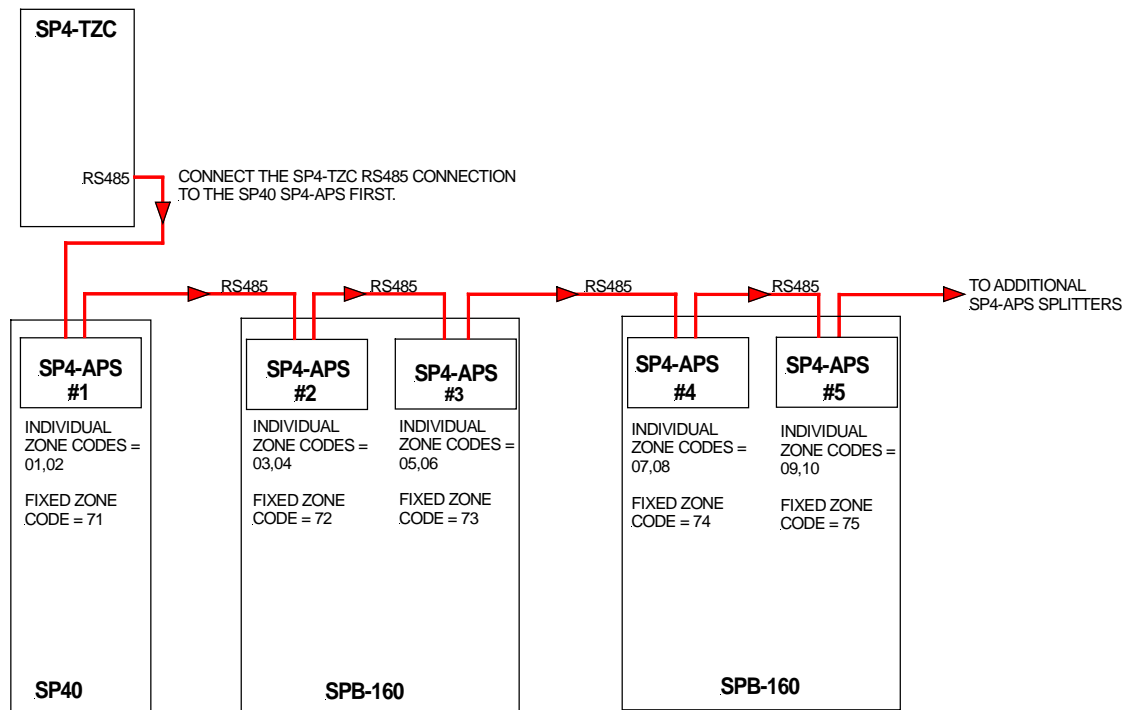 SP4-TZC
RS485
CONNECT THE SP4-TZC RS485 CONNECTION
TO THE SP40 SP4-APS FIRST.
RS485
RS485
RS485
RS485
TO ADDITIONAL
SP4-APS SPLITTERS
SP4-APS
#1
INDIVIDUAL
ZONE CODES =
01,02
FIXED ZONE
CODE = 71
SP40
SP4-APS
#2
INDIVIDUAL
ZONE CODES =
03,04
FIXED ZONE
CODE = 72
SP4-APS
#3
INDIVIDUAL
ZONE CODES =
05,06
FIXED ZONE
CODE = 73
SPB-160
SP4-APS
#4
INDIVIDUAL
ZONE CODES =
07,08
FIXED ZONE
CODE = 74
SP4-APS
#5
INDIVIDUAL
ZONE CODES =
09,10
FIXED ZONE
CODE = 75
SPB-160